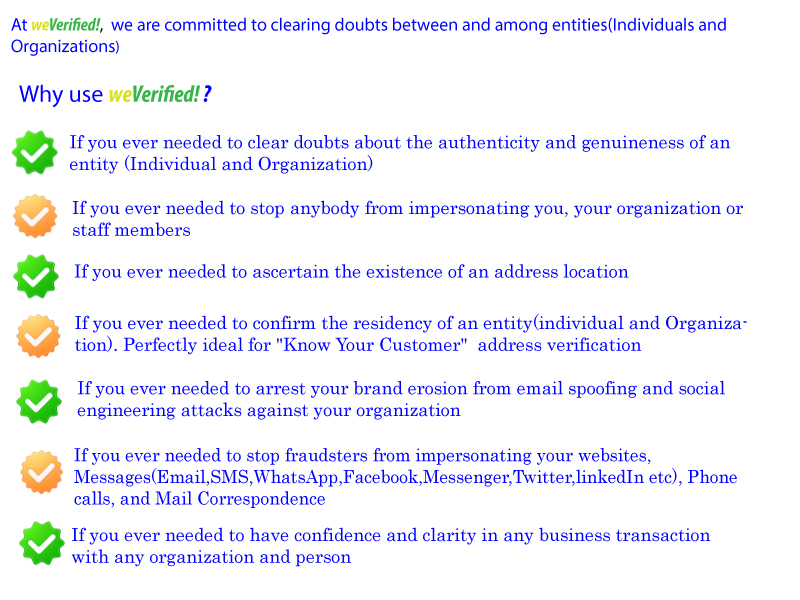 At weVerified!, we are committed to clearing doubts between and among entities(Individuals and
Organizations)
Why use weVerified! ?
If you ever needed to clear doubts about the authenticity and genuineness of an
entity (Individual and Organization)
If you ever needed to stop anybody from impersonating you, your organization or
staff members
If you ever needed to ascertain the existence of an address location
If you ever needed to confirm the residency of an entity(individual and Organiza-
tion). Perfectly ideal for "Know Your Customer" address verification
If you ever needed to arrest your brand erosion from email spoofing and social
engineering attacks against your organization
If you ever needed to stop fraudsters from impersonating your websites,
Messages(Email,SMS,WhatsApp,Facebook,Messenger,Twitter,linkedIn etc), Phone
calls, and Mail Correspondence
If you ever needed to have confidence and clarity in any business transaction
with any organization and person